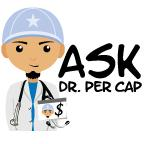 ASK
DR. PER CAP
$